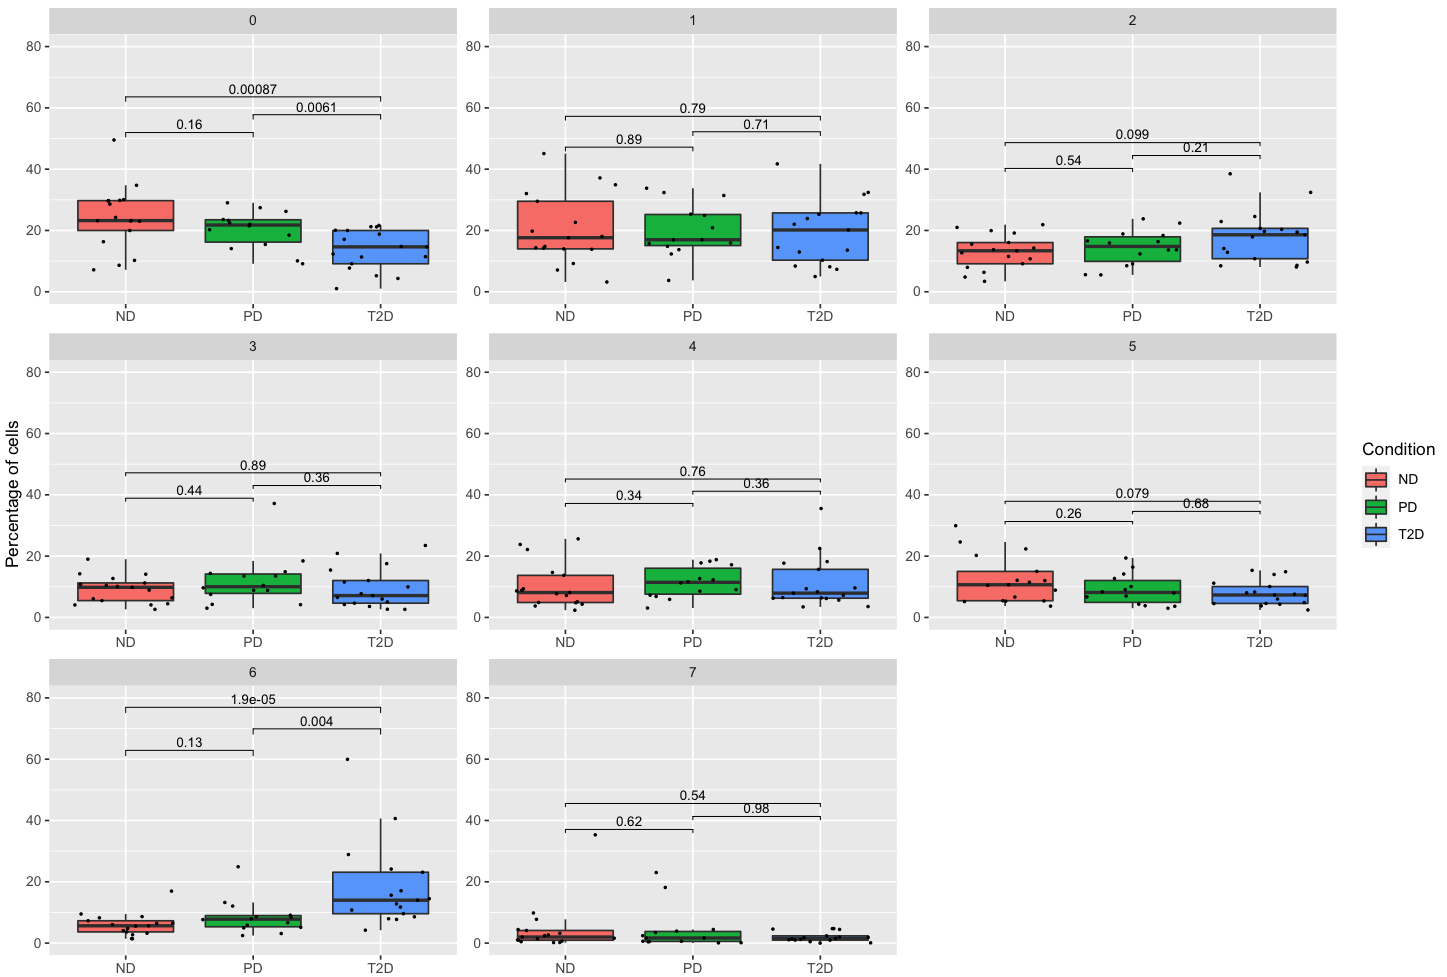 0
1
2
80
60
40
20
0
0.00087
0.0061
0.16
ND
PD
T2D
80
60
40
20
0
0.79
0.71
0.89
ND
PD
T2D
80
60
40
20
0
0.099
0.21
0.54
ND
PD
T2D
3
4
5
80
60
40
20
0
0.89
0.36
0.44
ND
PD
T2D
80
60
40
20
0
0.76
0.36
0.34
ND
PD
T2D
80
60
40
20
0
0.079
0.68
0.26
ND
PD
T2D
6
7
80
60
40
20
0
1.9e-05
0.004
0.13
ND
PD
T2D
80
60
40
20
0
0.54
0.98
0.62
ND
PD
T2D
Percentage of cells
Condition
ND
PD
T2D